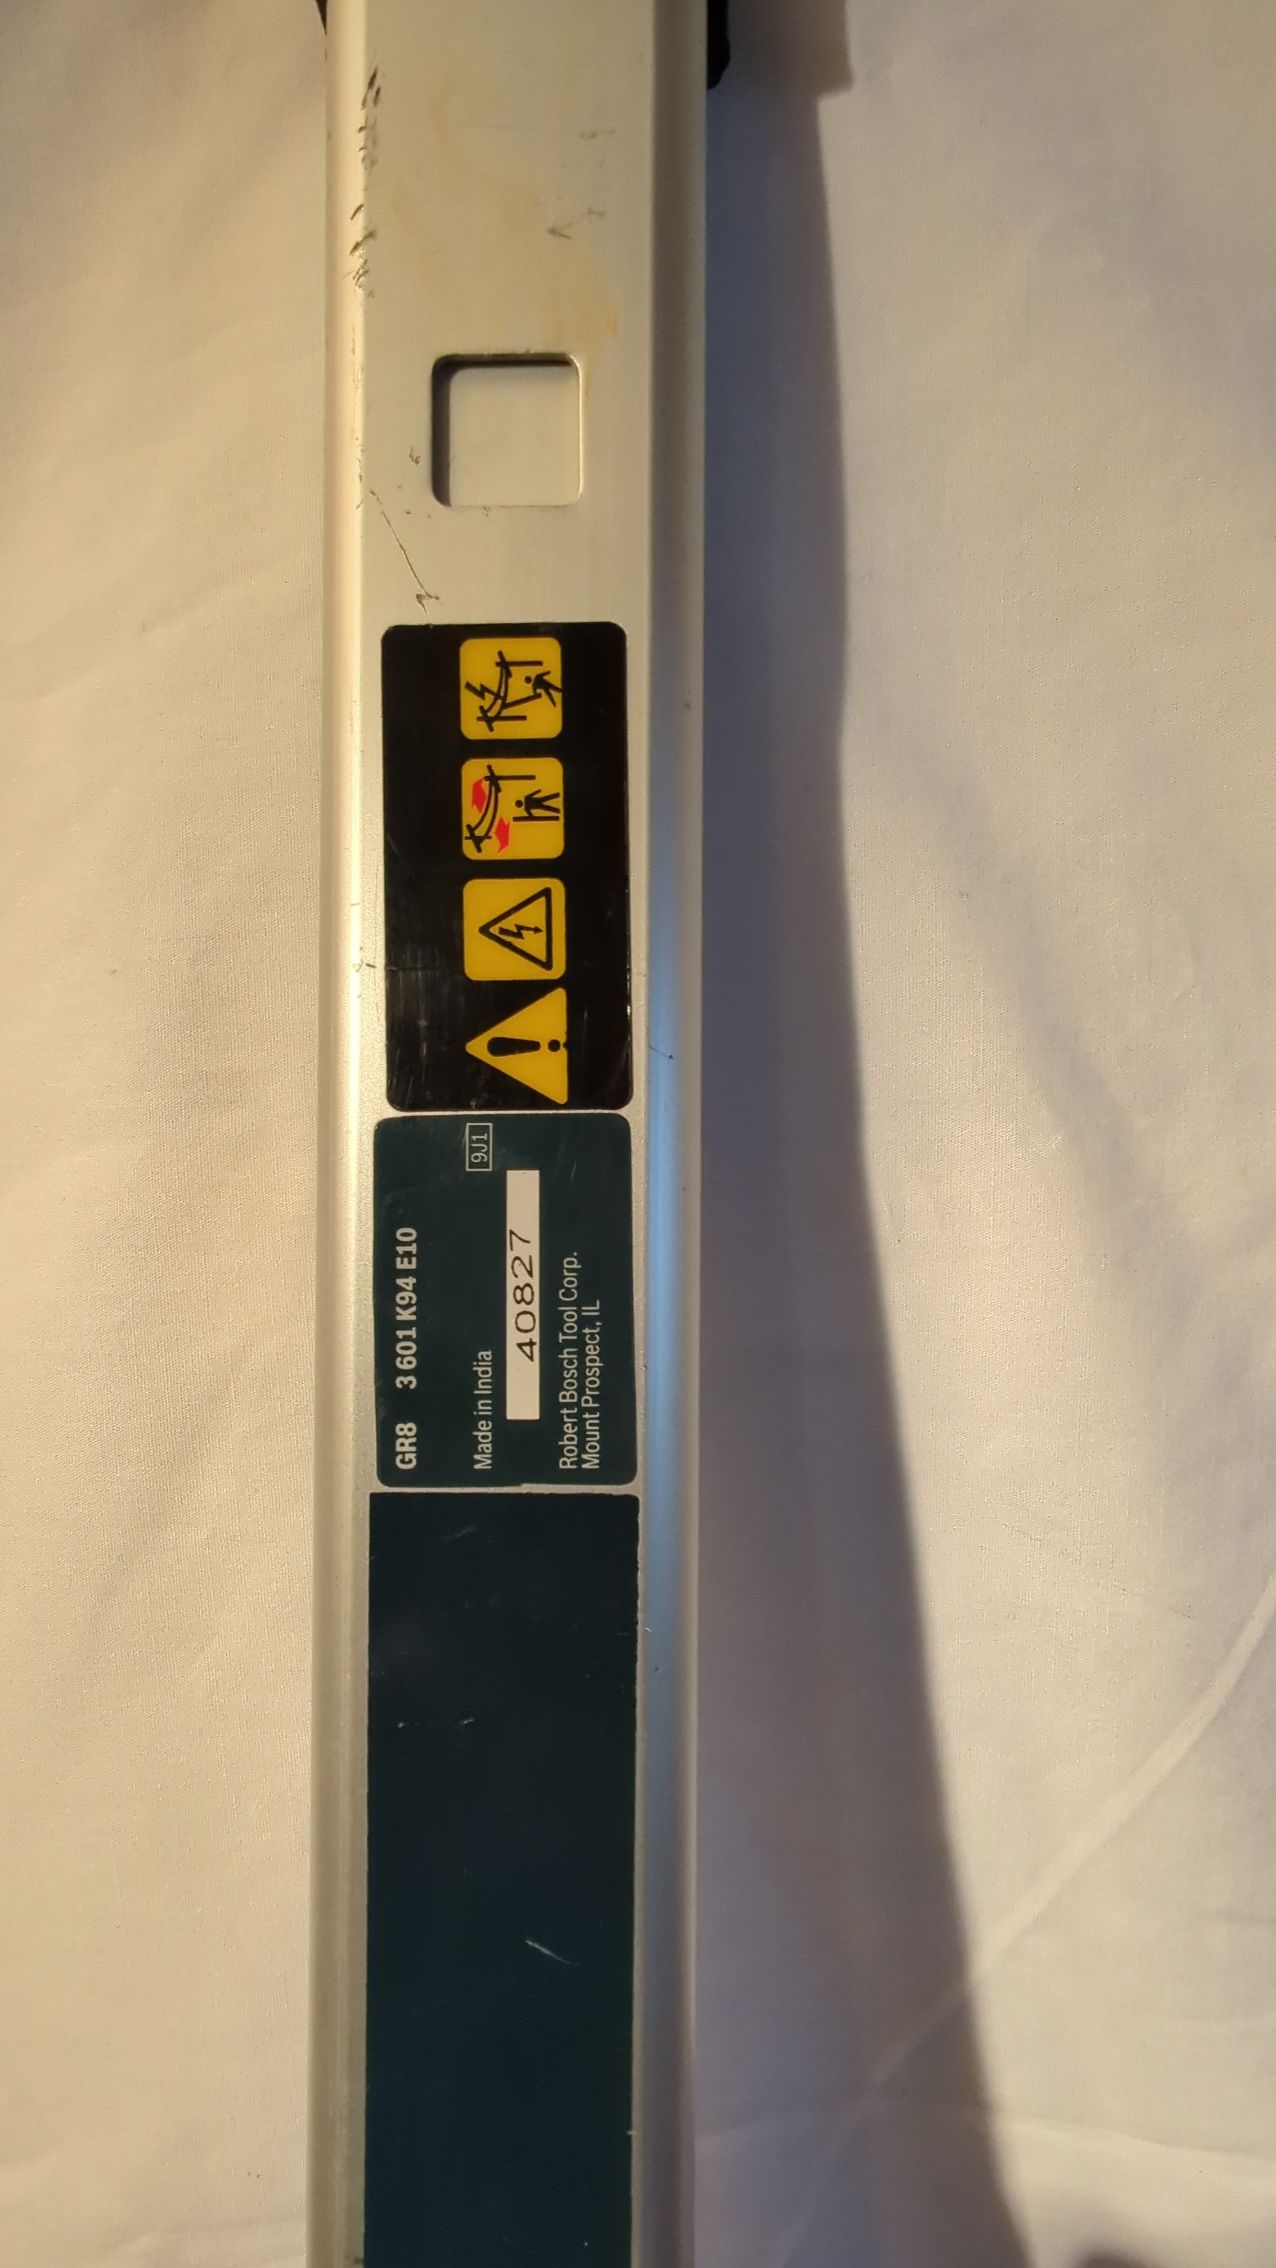 GR8 3 601 K94 E10
Made in India 9J1
40827
Robert Bosch Tool Corp.
Mount Prospect, IL